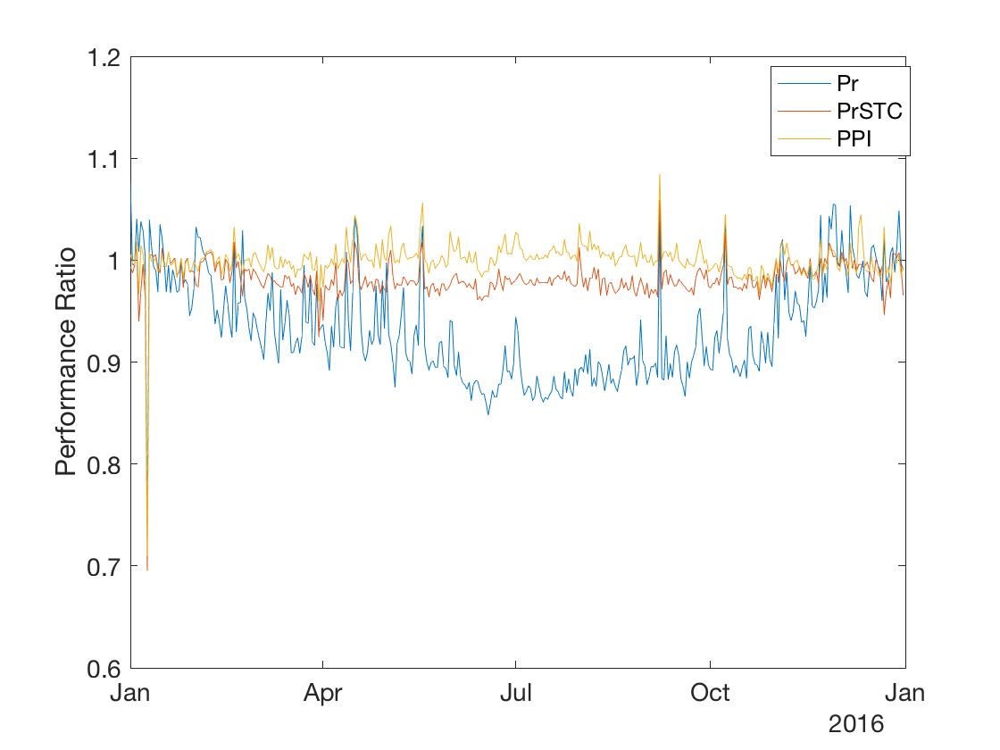 1.2
1.1
1
0.9
0.8
0.7
0.6
Performance Ratio
Pr
PrSTC
PPI
Jan Apr Jul Oct Jan
2016